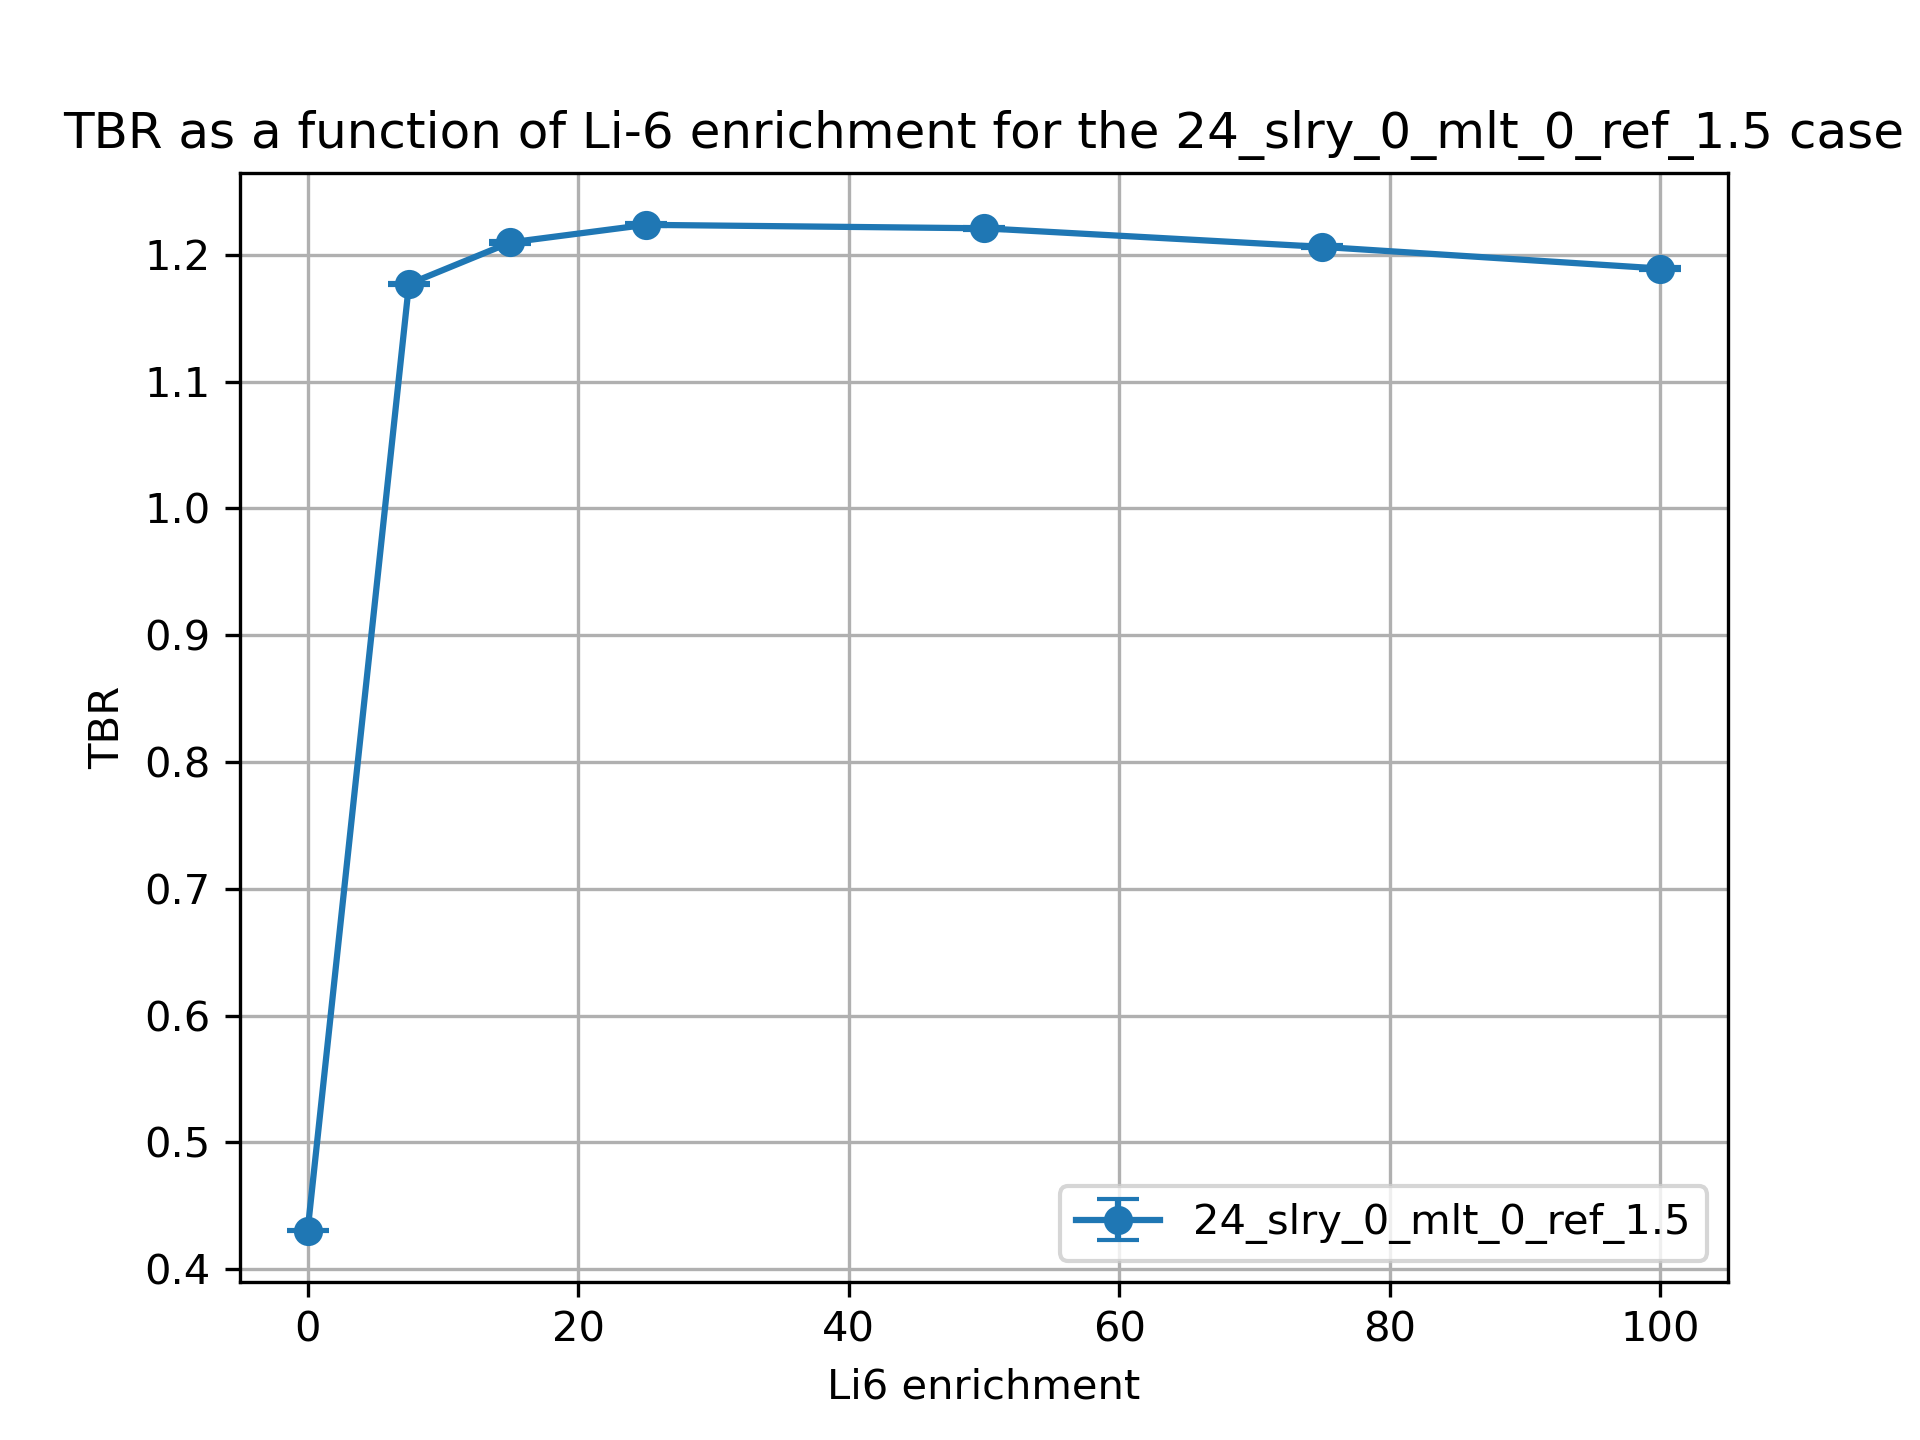 TBR as a function of Li-6 enrichment for the 24_slry_0_mlt_0_ref_1.5 case
1.2
1.1
1.0
0.9
0.8
0.7
0.6
0.5
0.4
TBR
24_slry_0_mlt_0_ref_1.5
0 20 40 60 80 100
Li6 enrichment